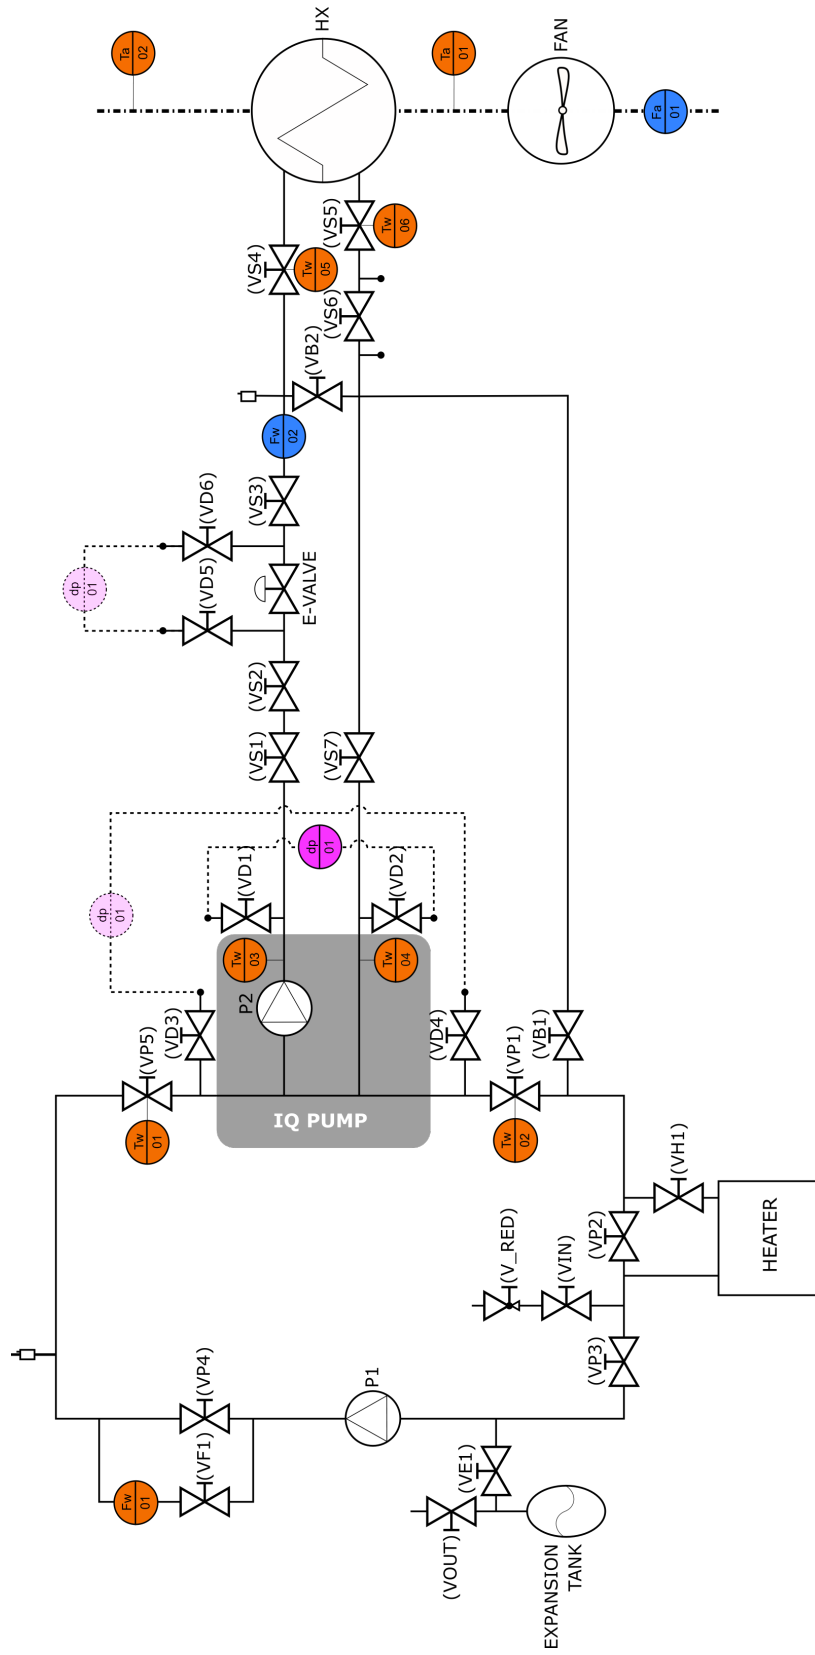 Ta
02
HX
Ta
01
FAN
Fa
01
(VS4)
Tw
05
(VS5)
Tw
06
(VS6)
(VB2)
Fw
02
(VD6)
(VS3)
dp
01
(VD5)
E-VALVE
(VS2)
(VS1)
(VS7)
dp
01
dp
01
(VD1)
(VD2)
Tw
03
Tw
04
P2
(VP5)
(VD3)
(VD4)
(VP1)
(VB1)
IQ PUMP
Tw
01
Tw
02
(VH1)
(VP2)
HEATER
(V_RED)
(VIN)
(VP3)
(VP4)
P1
(VF1)
Fw
01
(VE1)
(VOUT)
EXPANSION
TANK